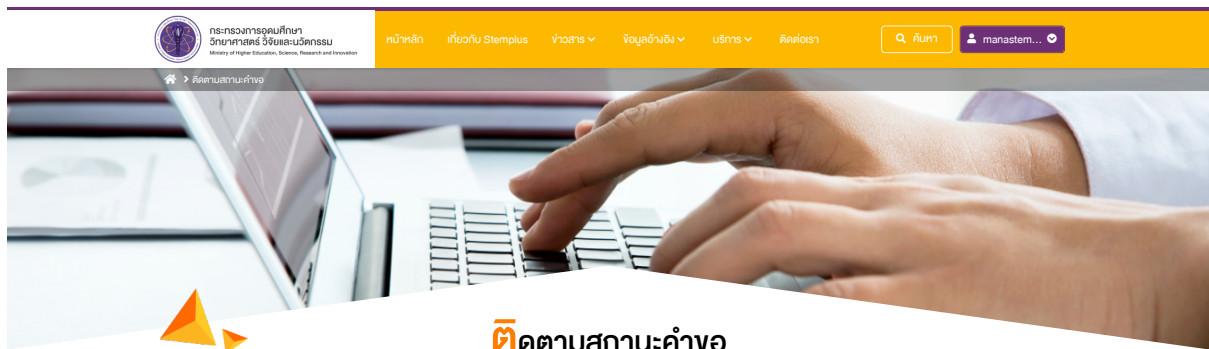 กระทรวงการอุดมศึกษา
วิทยาศาสตร์ วิจัยและนวัตกรรม
Ministry of Higher Education, Science, Research and Innovation
หน้าหลัก เกี่ยวกับ Stemplus ข่าวสาร ข้อมูลอ้างอิง บริการ ติดต่อเรา ค้นหา manastem...
ติดตามสถานะคำขอ
ติดตามสถานะคำขอ